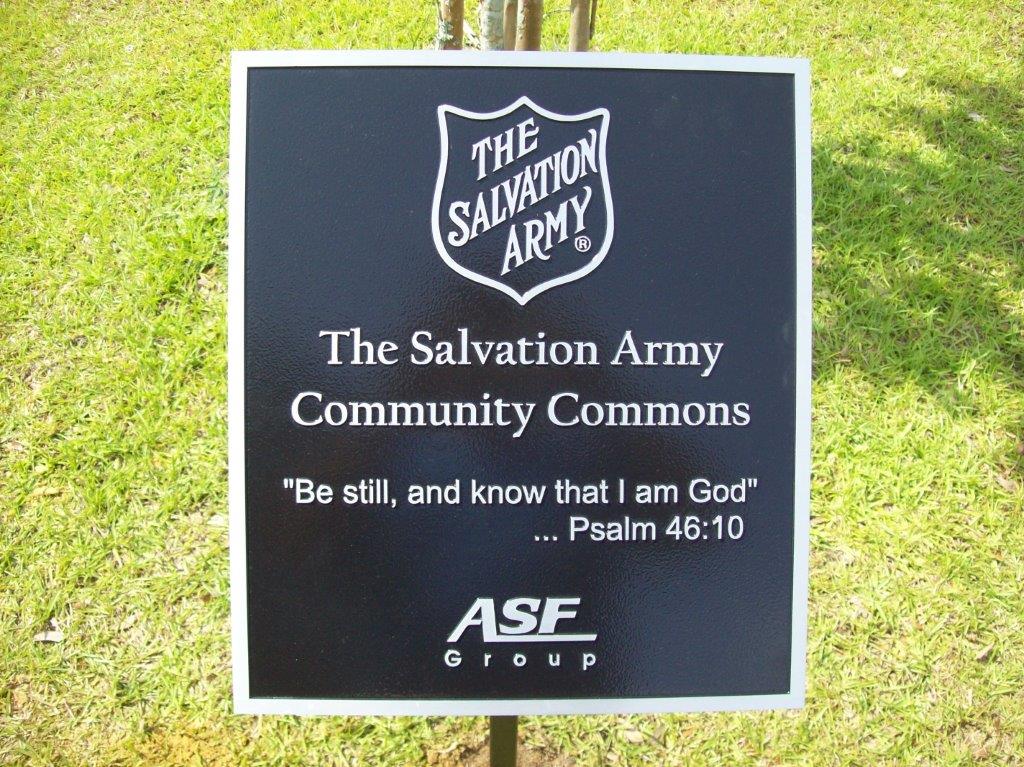 THE
SALVATION
ARMY®
The Salvation Army
Community Commons
"Be still, and know that I am God"
... Psalm 46:10
ASF
Group